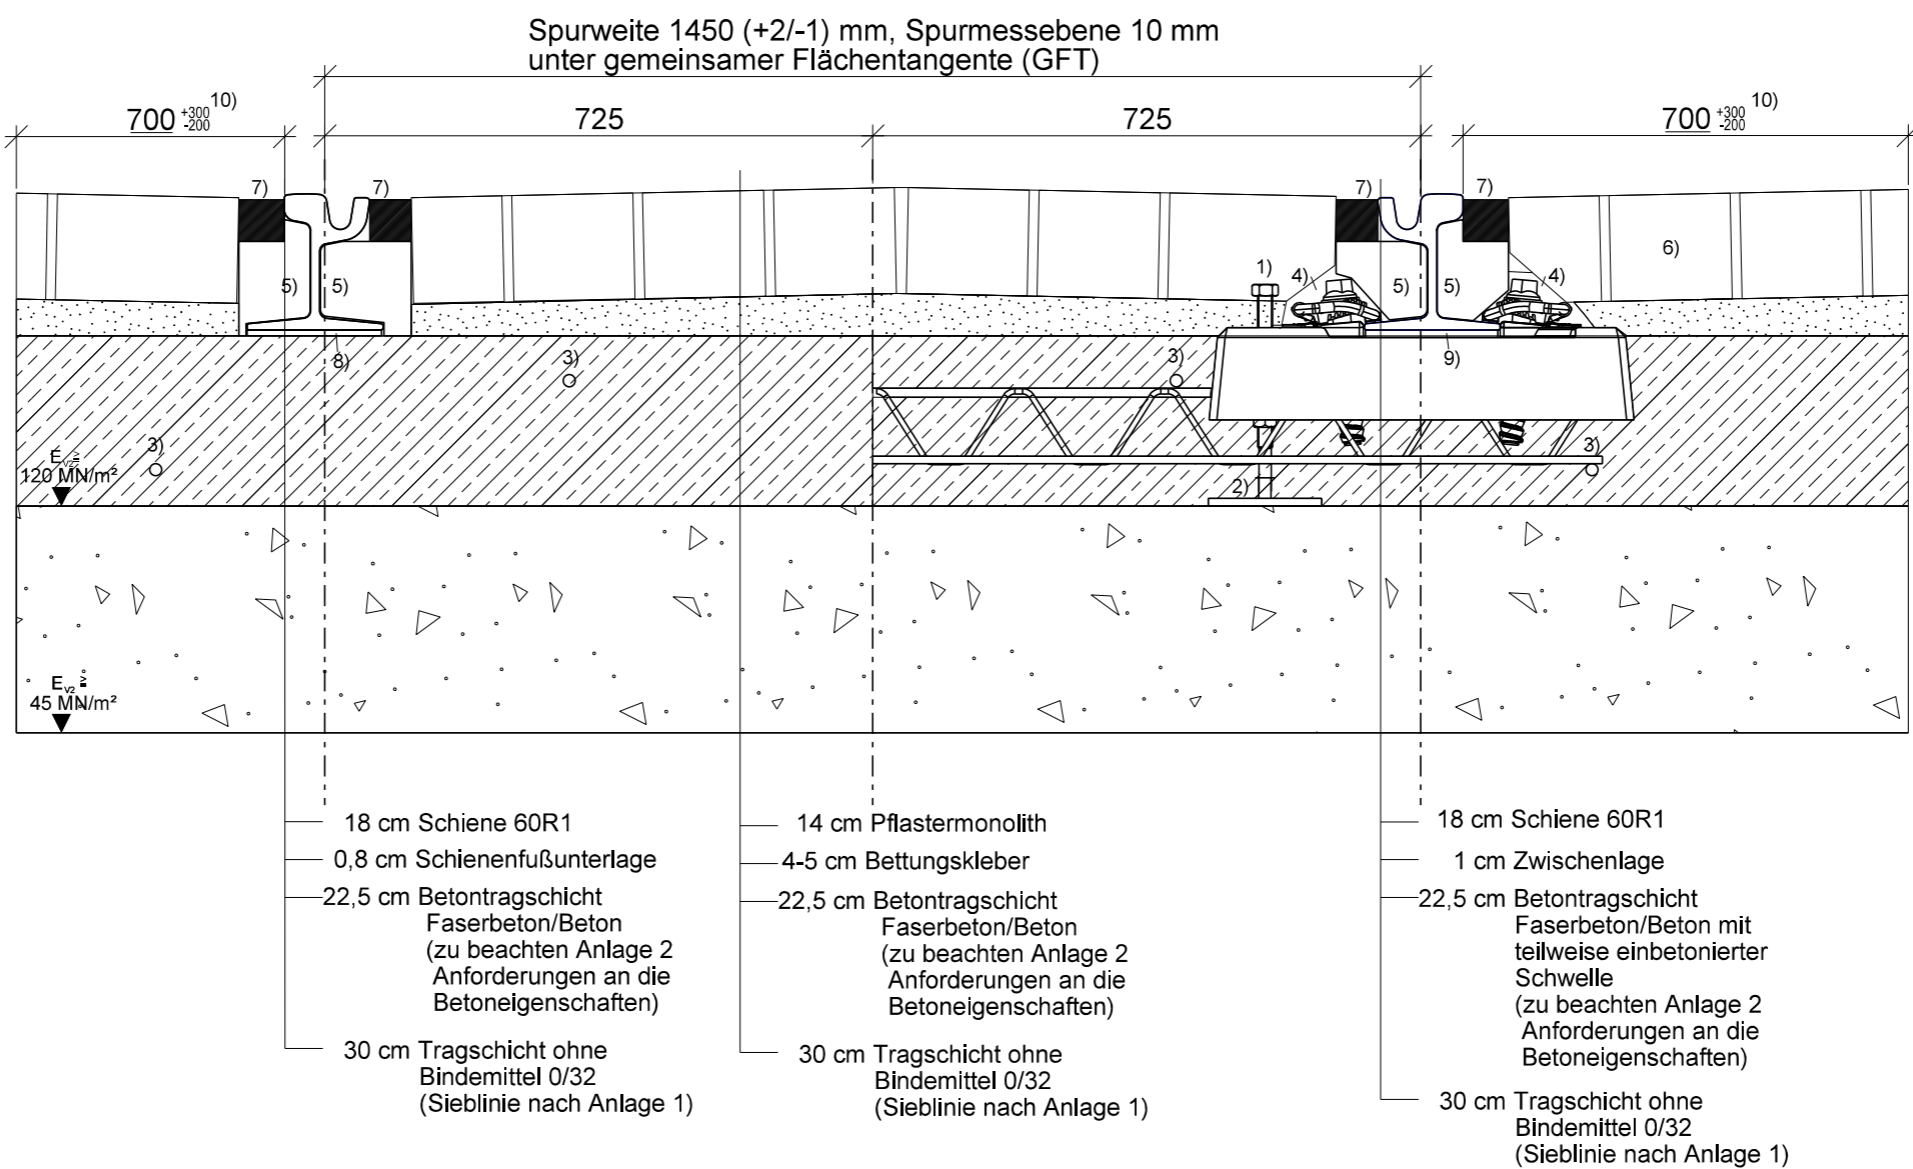 Spurweite 1450 (+2/-1) mm, Spurmessebene 10 mm
unter gemeinsamer Flächentangente (GFT)
700 +300 -200 10)
725
725
700 +300 -200 10)
7)
7)
7)
7)
6)
1)
4)
4)
5)
5)
5)
5)
3)
8)
3)
9)
3)
3)
2)
Ev2 ≥
120 MN/m²
Ev2 ≥
45 MN/m²
18 cm Schiene 60R1
0,8 cm Schienenfußunterlage
22,5 cm Betontragschicht
Faserbeton/Beton
(zu beachten Anlage 2
Anforderungen an die
Betoneigenschaften)
30 cm Tragschicht ohne
Bindemittel 0/32
(Sieblinie nach Anlage 1)
14 cm Pflastermonolith
4-5 cm Bettungskleber
22,5 cm Betontragschicht
Faserbeton/Beton
(zu beachten Anlage 2
Anforderungen an die
Betoneigenschaften)
30 cm Tragschicht ohne
Bindemittel 0/32
(Sieblinie nach Anlage 1)
18 cm Schiene 60R1
1 cm Zwischenlage
22,5 cm Betontragschicht
Faserbeton/Beton mit
teilweise einbetonierter
Schwelle
(zu beachten Anlage 2
Anforderungen an die
Betoneigenschaften)
30 cm Tragschicht ohne
Bindemittel 0/32
(Sieblinie nach Anlage 1)